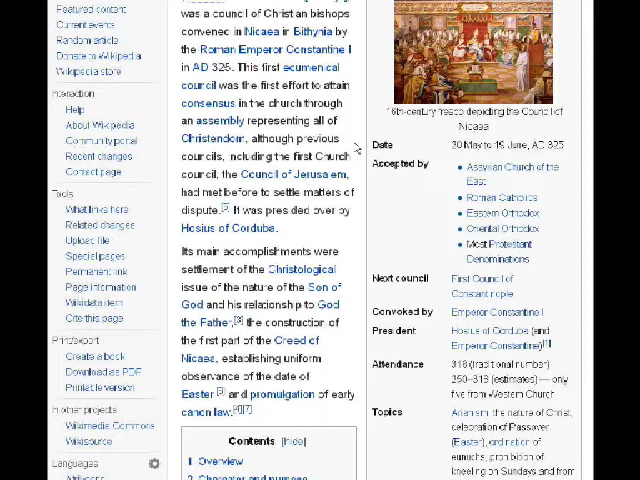 Featured content
Current events
Random article
Donate to Wikipedia
Wikipedia store
Interaction
Help
About Wikipedia
Community portal
Recent changes
Contact page
Tools
What links here
Related changes
Upload file
Special pages
Permanent link
Page information
Wikidata item
Cite this page
Print/export
Create a book
Download as PDF
Printable version
In other projects
Wikimedia Commons
Wikisource
Languages
was a council of Christian bishops
convened in Nicaea in Bithynia by
the Roman Emperor Constantine I
in AD 325. This first ecumenical
council was the first effort to attain
consensus in the church through
an assembly representing all of
Christendom, although previous
councils, including the first Church
council, the Council of Jerusalem,
had met before to settle matters of
dispute.[5] It was presided over by
Hosius of Corduba.
Its main accomplishments were
settlement of the Christological
issue of the nature of the Son of
God and his relationship to God
the Father,[3] the construction of
the first part of the Creed of
Nicaea, establishing uniform
observance of the date of
Easter,[6] and promulgation of early
canon law.[4][7]
Contents [hide]
1 Overview
2 Character and purpose
16th-century fresco depicting the Council of
Nicaea
Date 20 May to 19 June, AD 325
Accepted by
Assyrian Church of the
East
Roman Catholics
Eastern Orthodox
Oriental Orthodox
Most Protestant
Denominations
Next council First Council of
Constantinople
Convoked by Emperor Constantine I
President Hosius of Corduba (and
Emperor Constantine)[1]
Attendance 318 (traditional number)
250–318 (estimates) — only
five from Western Church
Topics Arianism, the nature of Christ,
celebration of Passover
(Easter), ordination of
eunuchs, prohibition of
kneeling on Sundays and from